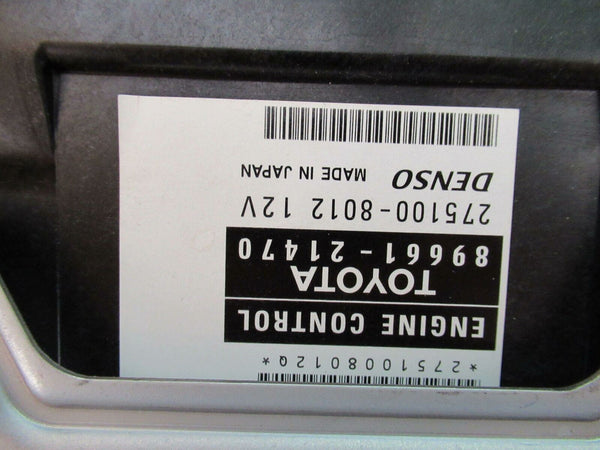 *2751008012Q*
ENGINE CONTROL
TOYOTA
89661-21470
275100-8012 12V
DENSO MADE IN JAPAN